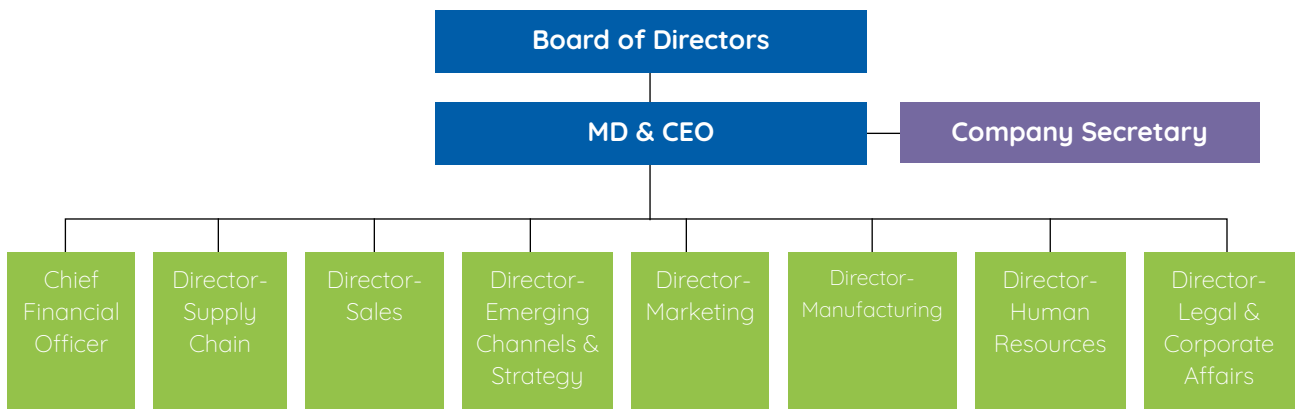 Board of Directors
MD & CEO
Company Secretary
Chief
Financial
Officer
Director-
Supply
Chain
Director-
Sales
Director-
Emerging
Channels &
Strategy
Director-
Marketing
Director-
Manufacturing
Director-
Human
Resources
Director-
Legal &
Corporate
Affairs